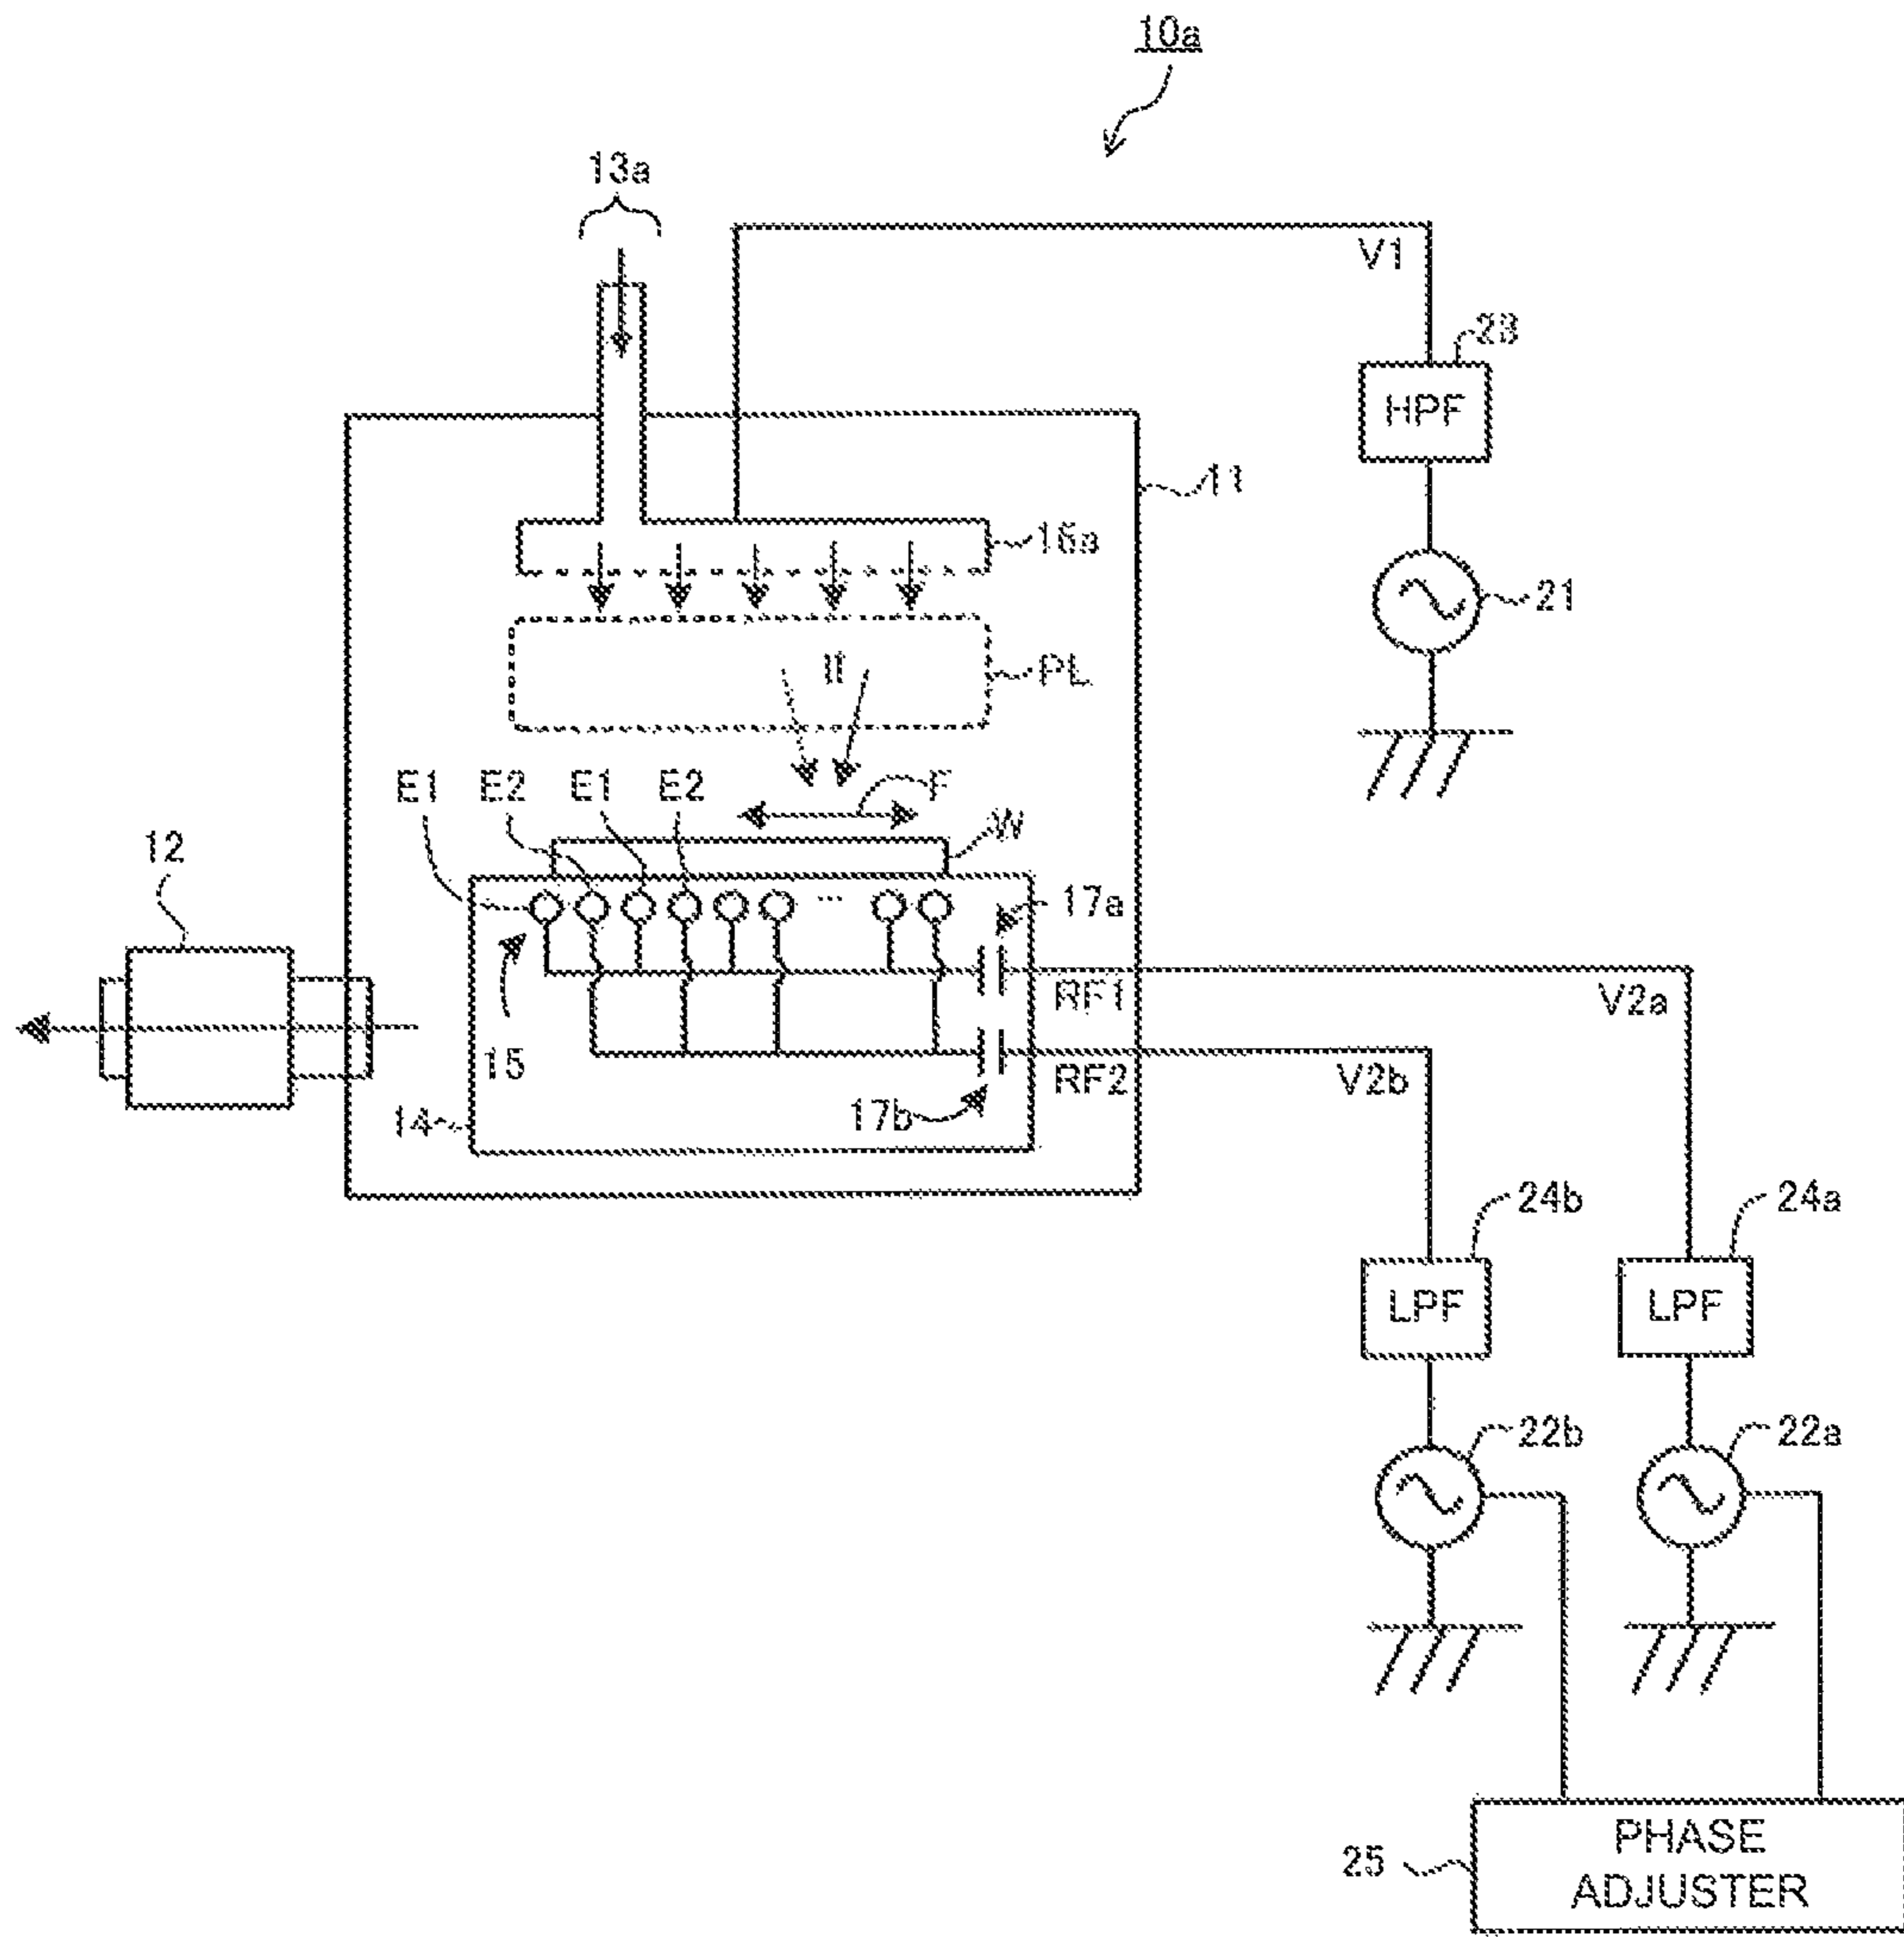 10a
13a
V1
23
HPF
11
16a
21
II
PL
E1 E2 E1 E2
F
W
12
17a
RF1
V2a
15
RF2
V2b
17b
14
24b
24a
LPF
LPF
22b
22a
25
PHASE
ADJUSTER